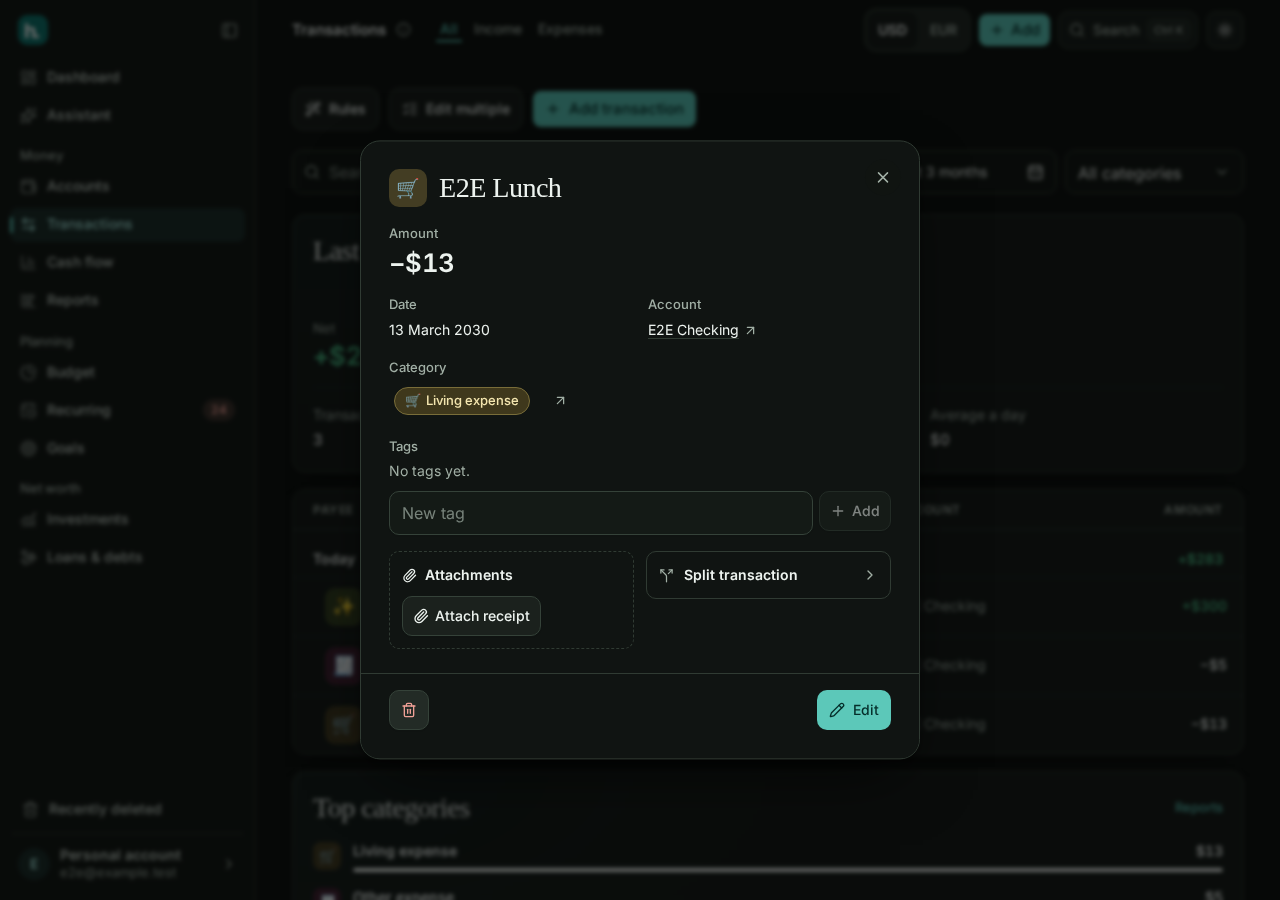 Transactions All Income Expenses USD EUR + Add Search Ctrl K
Dashboard
Assistant
Rules Edit multiple + Add transaction
Money
Accounts
3 months All categories
Transactions
Cash flow
Reports
Planning
Budget
Recurring 24
Goals
Net worth
Investments
Loans & debts
Recently deleted
E Personal account
e2e@example.test
Last
Net
+$2
3
Average a day
$0
AMOUNT
Today +$283
Checking +$300
Checking −$5
Checking −$13
Top categories Reports
Living expense $13
Other expense $5
E2E Lunch
Amount
−$13
Date Account
13 March 2030 E2E Checking
Category
Living expense
Tags
No tags yet.
New tag + Add
Attachments Split transaction
Attach receipt
Edit